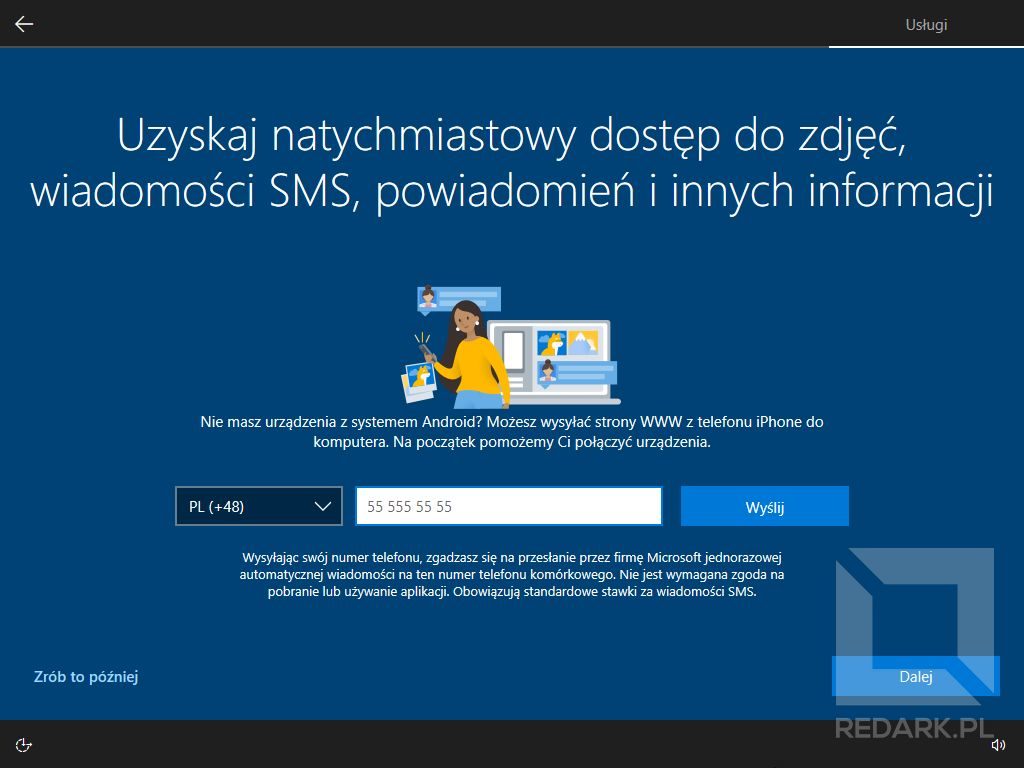 Usługi
Uzyskaj natychmiastowy dostęp do zdjęć,
wiadomości SMS, powiadomień i innych informacji
Nie masz urządzenia z systemem Android? Możesz wysyłać strony WWW z telefonu iPhone do
komputera. Na początek pomożemy Ci połączyć urządzenia.
PL (+48)
55 555 55 55
Wyślij
Wysyłając swój numer telefonu, zgadzasz się na przesłanie przez firmę Microsoft jednorazowej
automatycznej wiadomości na ten numer telefonu komórkowego. Nie jest wymagana zgoda na
pobranie lub używanie aplikacji. Obowiązują standardowe stawki za wiadomości SMS.
Zrób to później
Dalej
REDARK.PL